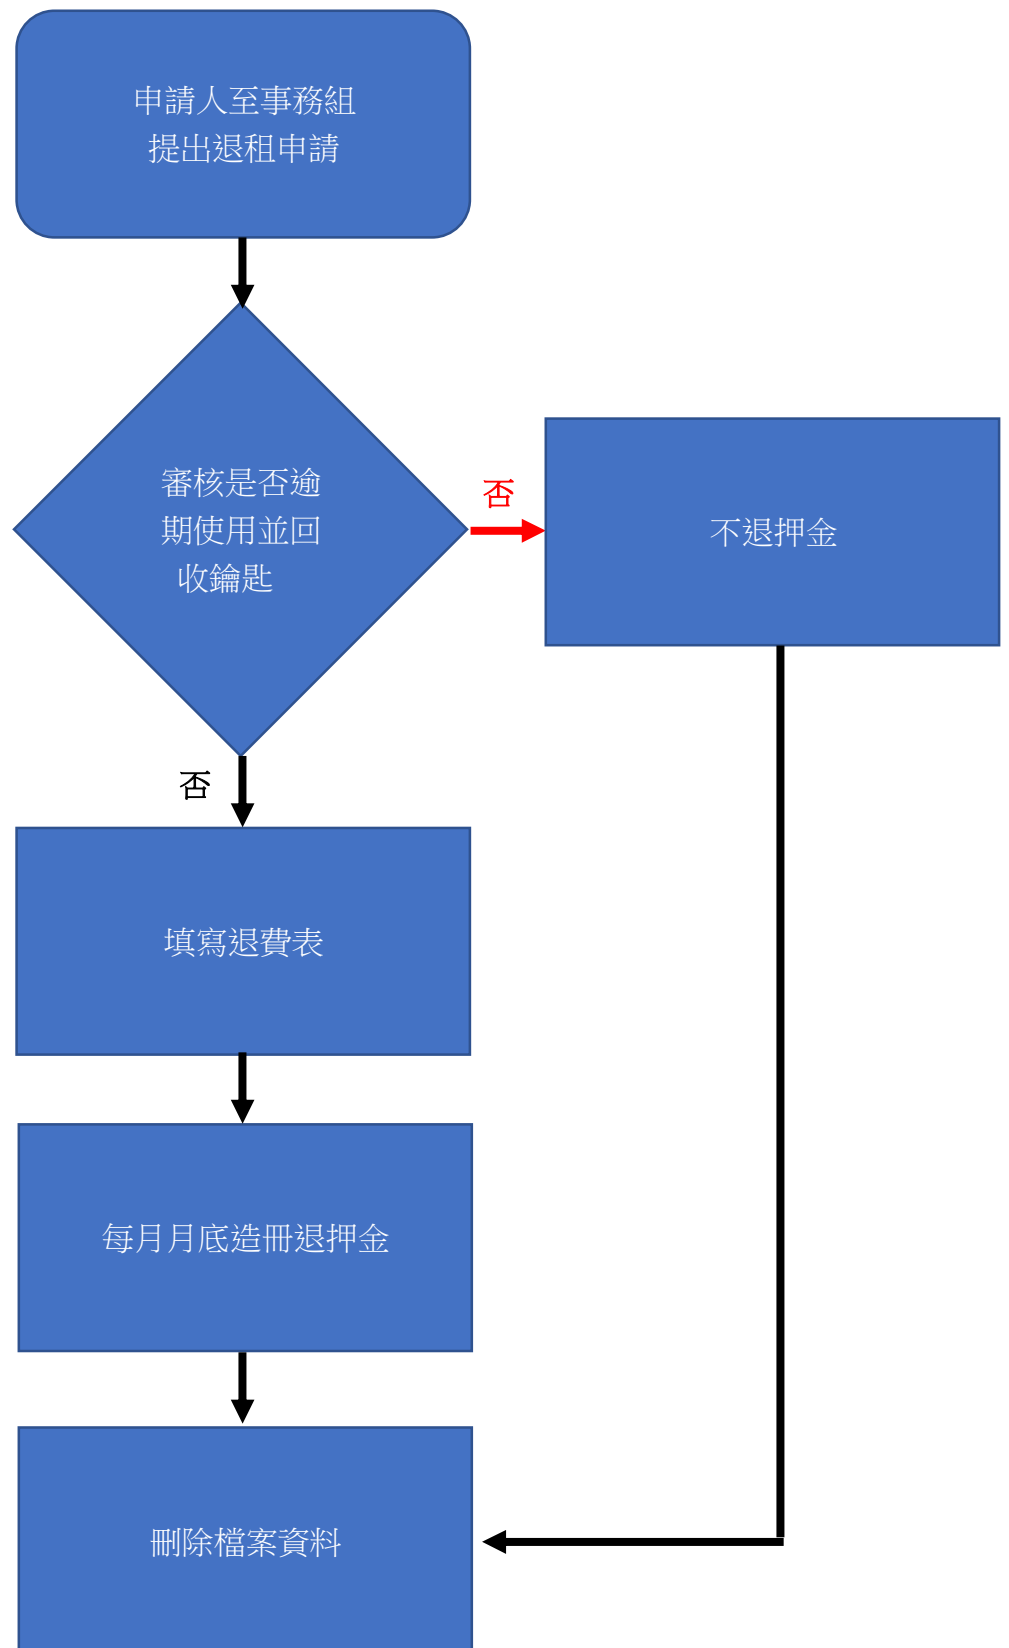 申請人至事務組
提出退租申請
審核是否逾
期使用並回
收鑰匙
否
不退押金
否
填寫退費表
每月月底造冊退押金
刪除檔案資料